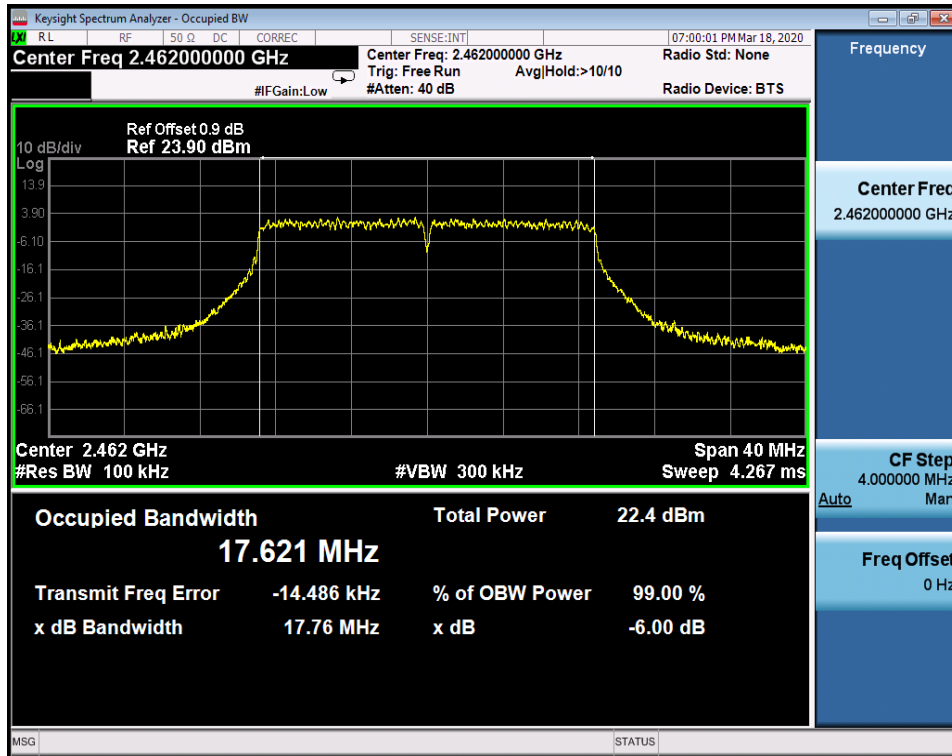 Keysight Spectrum Analyzer - Occupied BW
LXI RL RF 50 Ω DC CORREC SENSE:INT 07:00:01 PM Mar 18, 2020
Center Freq 2.462000000 GHz
Center Freq: 2.462000000 GHz
Radio Std: None
Trig: Free Run
Avg|Hold:>10/10
#IFGain:Low
#Atten: 40 dB
Radio Device: BTS
Ref Offset 0.9 dB
10 dB/div
Ref 23.90 dBm
Log
13.9
3.90
-6.10
-16.1
-26.1
-36.1
-46.1
-56.1
-66.1
Center 2.462 GHz
Span 40 MHz
#Res BW 100 kHz
#VBW 300 kHz
Sweep 4.267 ms
Occupied Bandwidth
Total Power 22.4 dBm
17.621 MHz
Transmit Freq Error -14.486 kHz
% of OBW Power 99.00 %
x dB Bandwidth 17.76 MHz
x dB -6.00 dB
Frequency
Center Freq
2.462000000 GHz
CF Step
4.000000 MHz
Auto Man
Freq Offset
0 Hz
MSG
STATUS